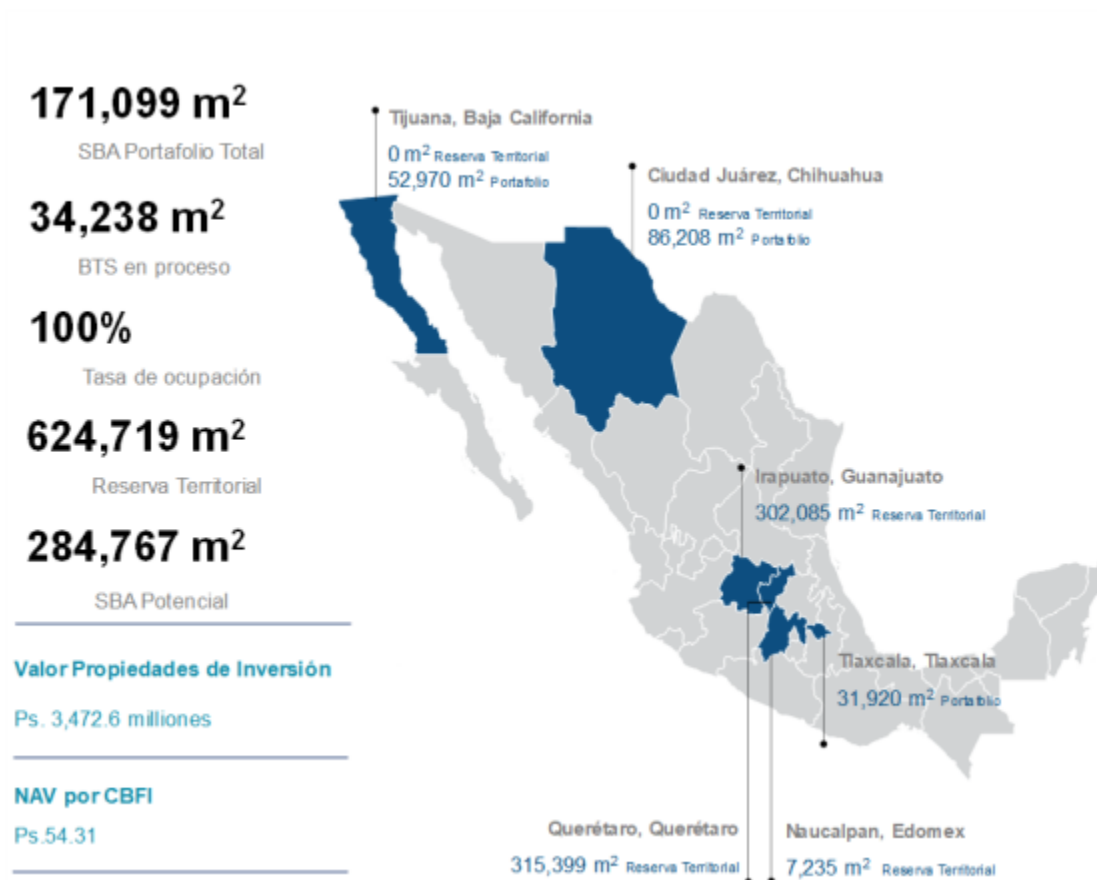 171,099 m²
SBA Portafolio Total
34,238 m²
BTS en proceso
100%
Tasa de ocupación
624,719 m²
Reserva Territorial
284,767 m²
SBA Potencial
Valor Propiedades de Inversión
Ps. 3,472.6 milliones
NAV por CBFI
Ps.54.31
Tijuana, Baja California
0 m² Reserva Territorial
52,970 m² Portafolio
Ciudad Juárez, Chihuahua
0 m² Reserva Territorial
86,208 m² Portafolio
Irapuato, Guanajuato
302,085 m² Reserva Territorial
Tlaxcala, Tlaxcala
31,920 m² Portafolio
Querétaro, Querétaro
315,399 m² Reserva Territorial
Naucalpan, Edomex
7,235 m² Reserva Territorial